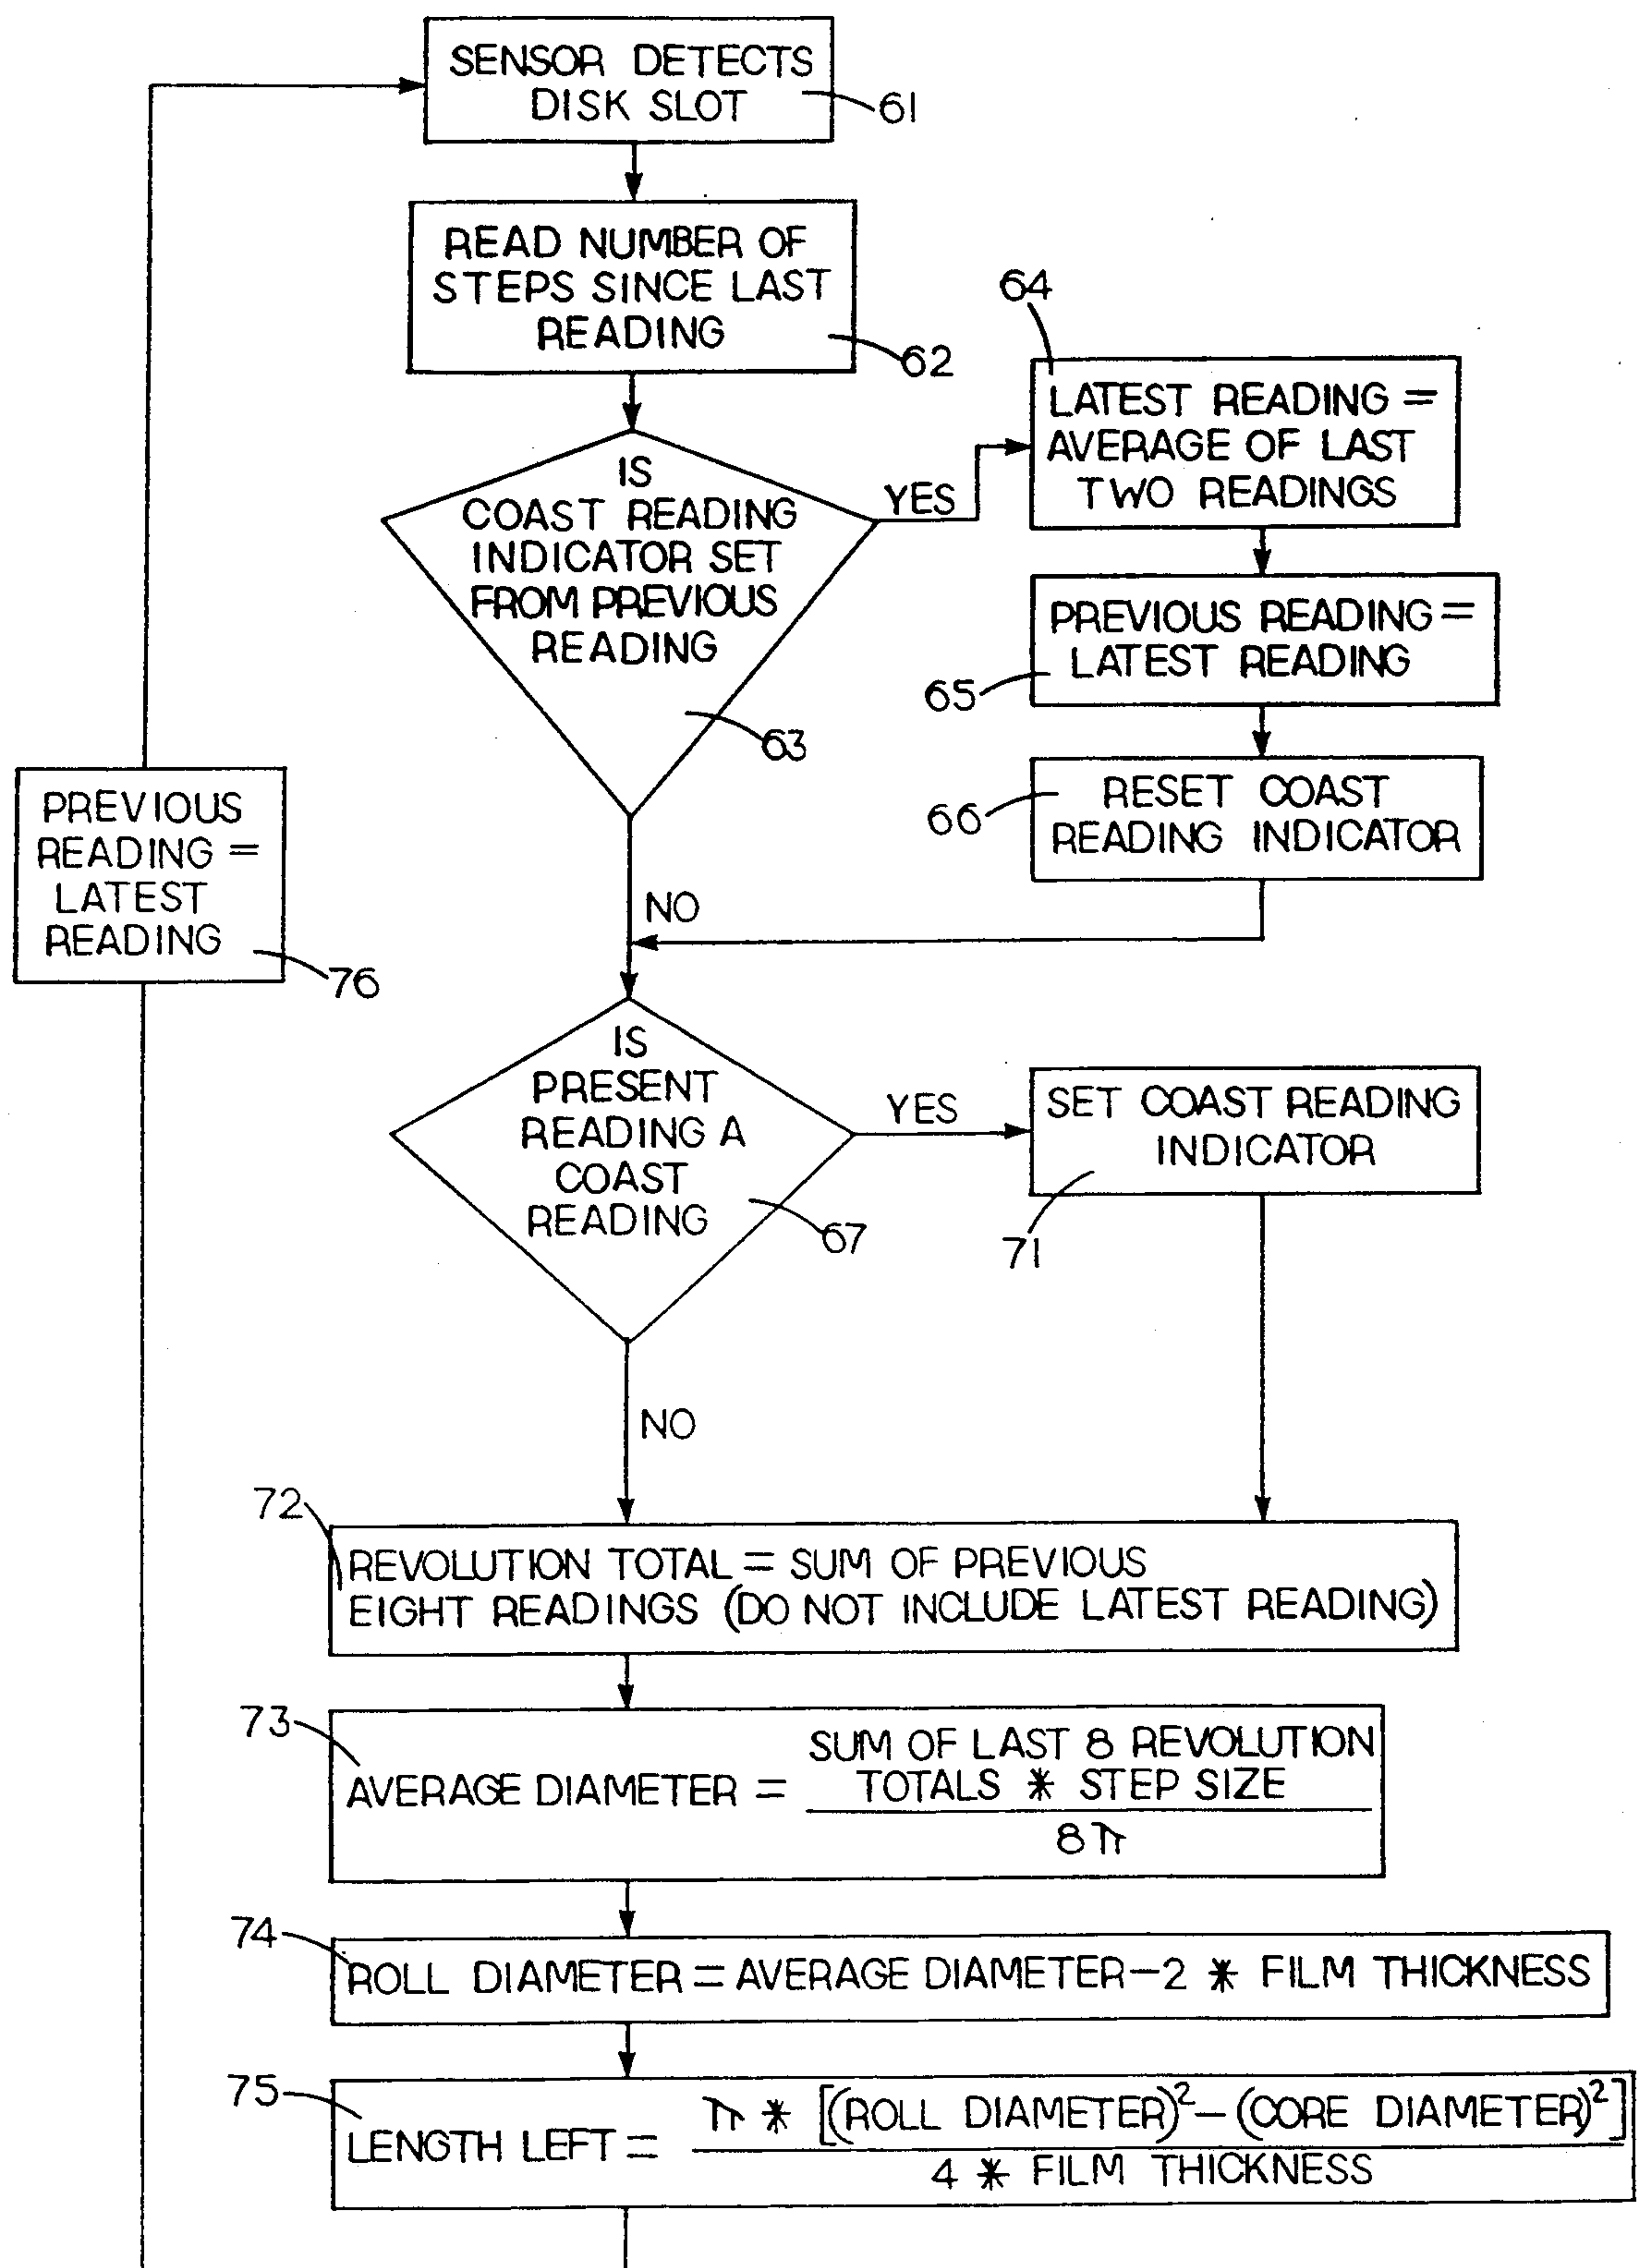 SENSOR DETECTS
DISK SLOT
61
READ NUMBER OF
STEPS SINCE LAST
READING
62
IS
COAST READING
INDICATOR SET
FROM PREVIOUS
READING
63
YES
64
LATEST READING =
AVERAGE OF LAST
TWO READINGS
PREVIOUS READING =
LATEST READING
65
RESET COAST
READING INDICATOR
66
NO
PREVIOUS
READING =
LATEST
READING
76
IS
PRESENT
READING A
COAST
READING
67
YES
SET COAST READING
INDICATOR
71
NO
72
REVOLUTION TOTAL = SUM OF PREVIOUS
EIGHT READINGS (DO NOT INCLUDE LATEST READING)
73
SUM OF LAST 8 REVOLUTION
AVERAGE DIAMETER = TOTALS * STEP SIZE
8π
74
ROLL DIAMETER = AVERAGE DIAMETER-2 * FILM THICKNESS
75
LENGTH LEFT = π * [(ROLL DIAMETER)² - (CORE DIAMETER)²]
4 * FILM THICKNESS